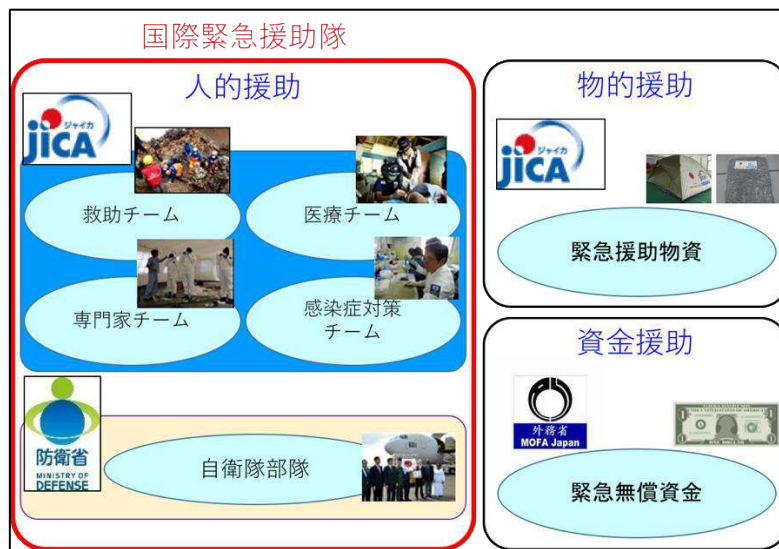 国際緊急援助隊
人的援助
ジャイカ
jICA
救助チーム
医療チーム
専門家チーム
感染症対策
チーム
防衛省
MINISTRY OF
DEFENSE
自衛隊部隊
物的援助
ジャイカ
jICA
緊急援助物資
資金援助
外務省
MOFA Japan
緊急無償資金